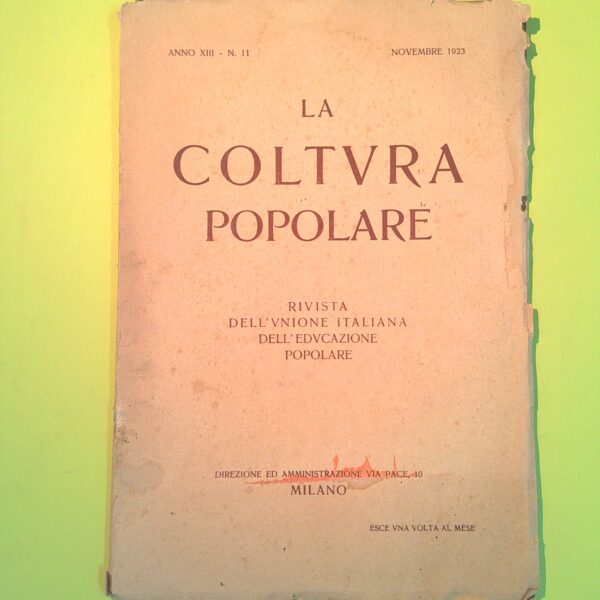 ANNO XIII - N. 11
NOVEMBRE 1923
LA
COLTVRA
POPOLARE
RIVISTA
DELL'VNIONE ITALIANA
DELL'EDVCAZIONE
POPOLARE
DIREZIONE ED AMMINISTRAZIONE VIA PACE, 10
MILANO
ESCE VNA VOLTA AL MESE